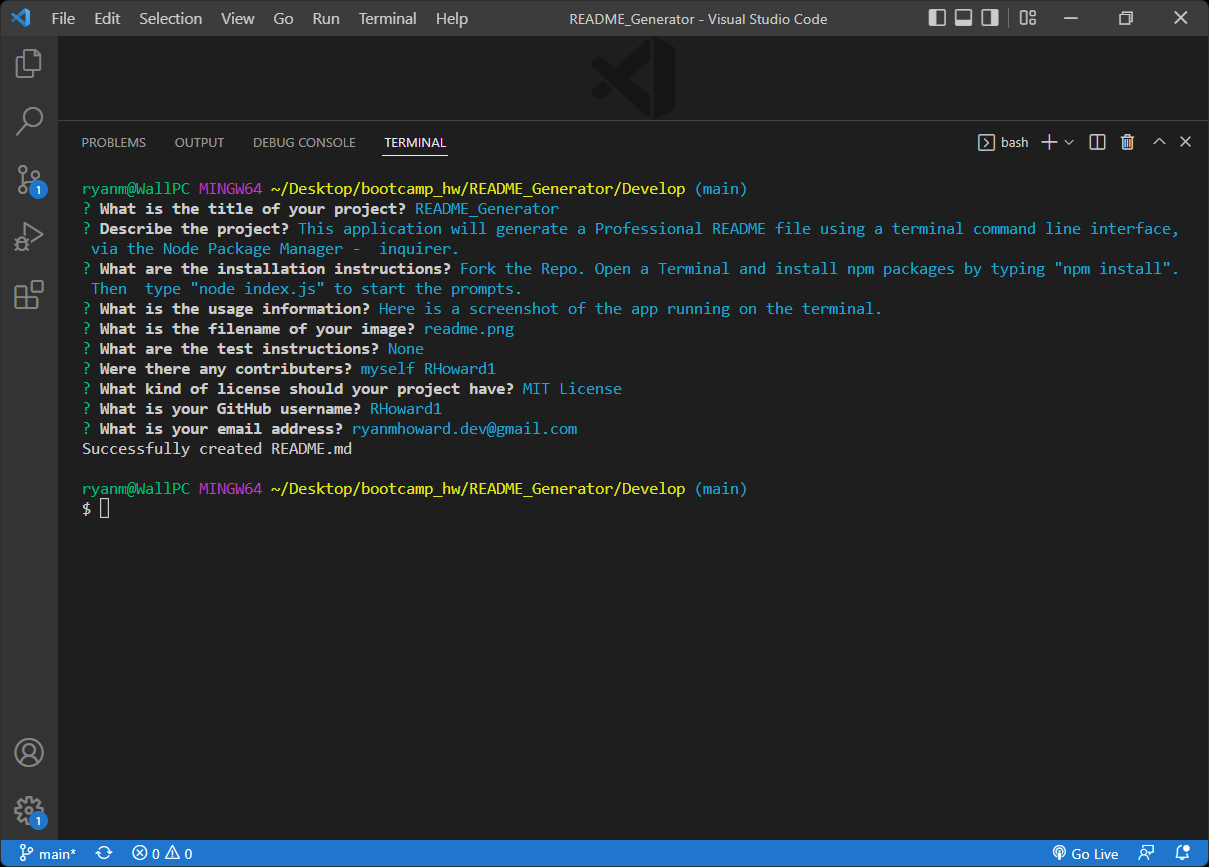 File Edit Selection View Go Run Terminal Help README_Generator - Visual Studio Code
PROBLEMS OUTPUT DEBUG CONSOLE TERMINAL bash
ryanm@WallPC MINGW64 ~/Desktop/bootcamp_hw/README_Generator/Develop (main)
? What is the title of your project? README_Generator
? Describe the project? This application will generate a Professional README file using a terminal command line interface,
via the Node Package Manager -  inquirer.
? What are the installation instructions? Fork the Repo. Open a Terminal and install npm packages by typing "npm install".
Then  type "node index.js" to start the prompts.
? What is the usage information? Here is a screenshot of the app running on the terminal.
? What is the filename of your image? readme.png
? What are the test instructions? None
? Were there any contributers? myself RHoward1
? What kind of license should your project have? MIT License
? What is your GitHub username? RHoward1
? What is your email address? ryanmhoward.dev@gmail.com
Successfully created README.md
ryanm@WallPC MINGW64 ~/Desktop/bootcamp_hw/README_Generator/Develop (main)
$
1
1
main* 0 0 Go Live